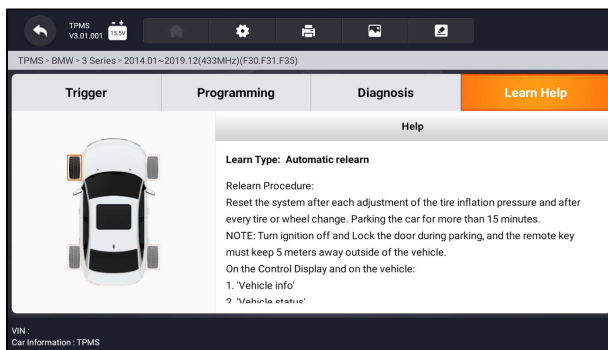 TPMS
V3.01.001
15.5V
TPMS > BMW > 3 Series > 2014.01~2019.12(433MHz)(F30.F31.F35)
Trigger
Programming
Diagnosis
Learn Help
Help
Learn Type: Automatic relearn
Relearn Procedure:
Reset the system after each adjustment of the tire inflation pressure and after
every tire or wheel change. Parking the car for more than 15 minutes.
NOTE: Turn ignition off and Lock the door during parking, and the remote key
must keep 5 meters away outside of the vehicle.
On the Control Display and on the vehicle:
1. 'Vehicle info'
2. 'Vehicle status'
VIN :
Car Information : TPMS